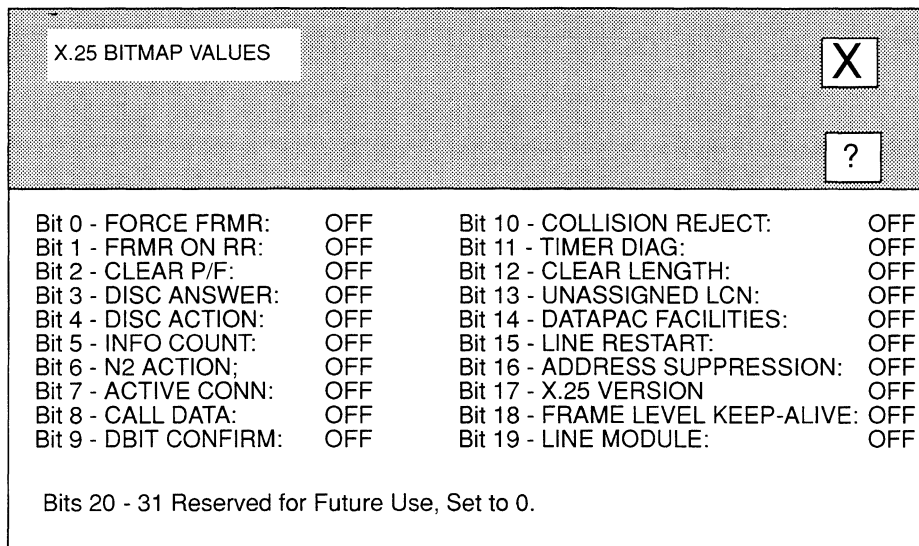 X.25 BITMAP VALUES
X
?
Bit 0 - FORCE FRMR: OFF
Bit 1 - FRMR ON RR: OFF
Bit 2 - CLEAR P/F: OFF
Bit 3 - DISC ANSWER: OFF
Bit 4 - DISC ACTION: OFF
Bit 5 - INFO COUNT: OFF
Bit 6 - N2 ACTION; OFF
Bit 7 - ACTIVE CONN: OFF
Bit 8 - CALL DATA: OFF
Bit 9 - DBIT CONFIRM: OFF
Bit 10 - COLLISION REJECT: OFF
Bit 11 - TIMER DIAG: OFF
Bit 12 - CLEAR LENGTH: OFF
Bit 13 - UNASSIGNED LCN: OFF
Bit 14 - DATAPAC FACILITIES: OFF
Bit 15 - LINE RESTART: OFF
Bit 16 - ADDRESS SUPPRESSION: OFF
Bit 17 - X.25 VERSION OFF
Bit 18 - FRAME LEVEL KEEP-ALIVE: OFF
Bit 19 - LINE MODULE: OFF
Bits 20 - 31 Reserved for Future Use, Set to 0.